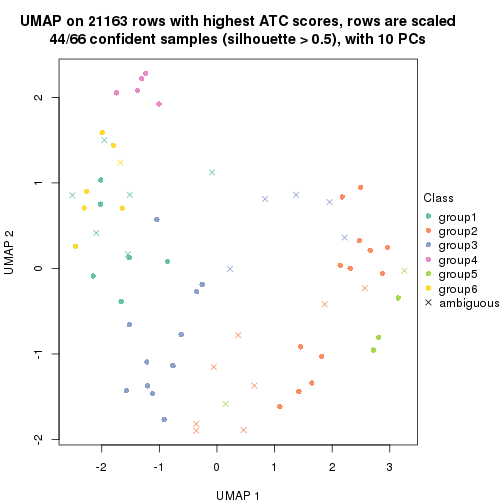 UMAP on 21163 rows with highest ATC scores, rows are scaled
44/66 confident samples (silhouette > 0.5), with 10 PCs
2
1
0
-1
-2
UMAP 2
-2
-1
0
1
2
3
UMAP 1
Class
group1
group2
group3
group4
group5
group6
ambiguous